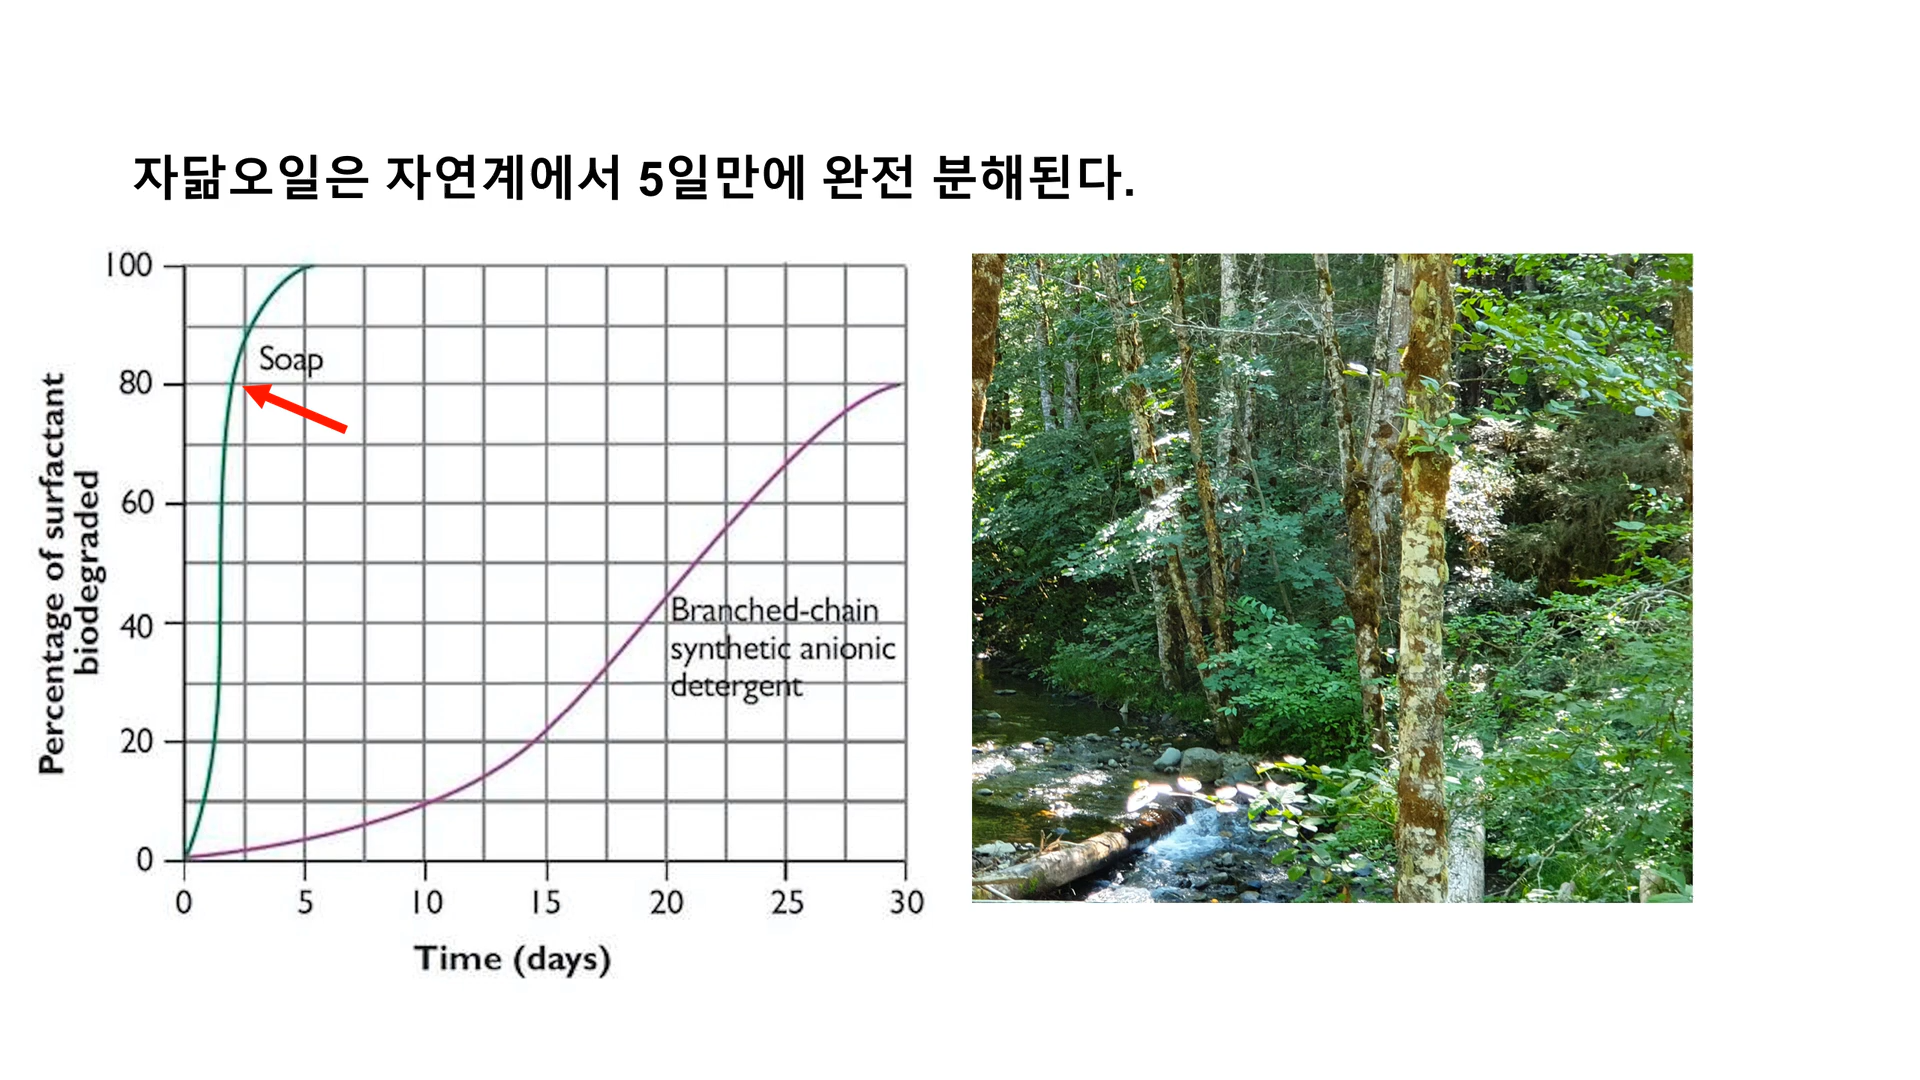 자닮오일은 자연계에서 5일만에 완전 분해된다.
Percentage of surfactant
biodegraded
100
80
60
40
20
0
Soap
Branched-chain
synthetic anionic
detergent
0 5 10 15 20 25 30
Time (days)